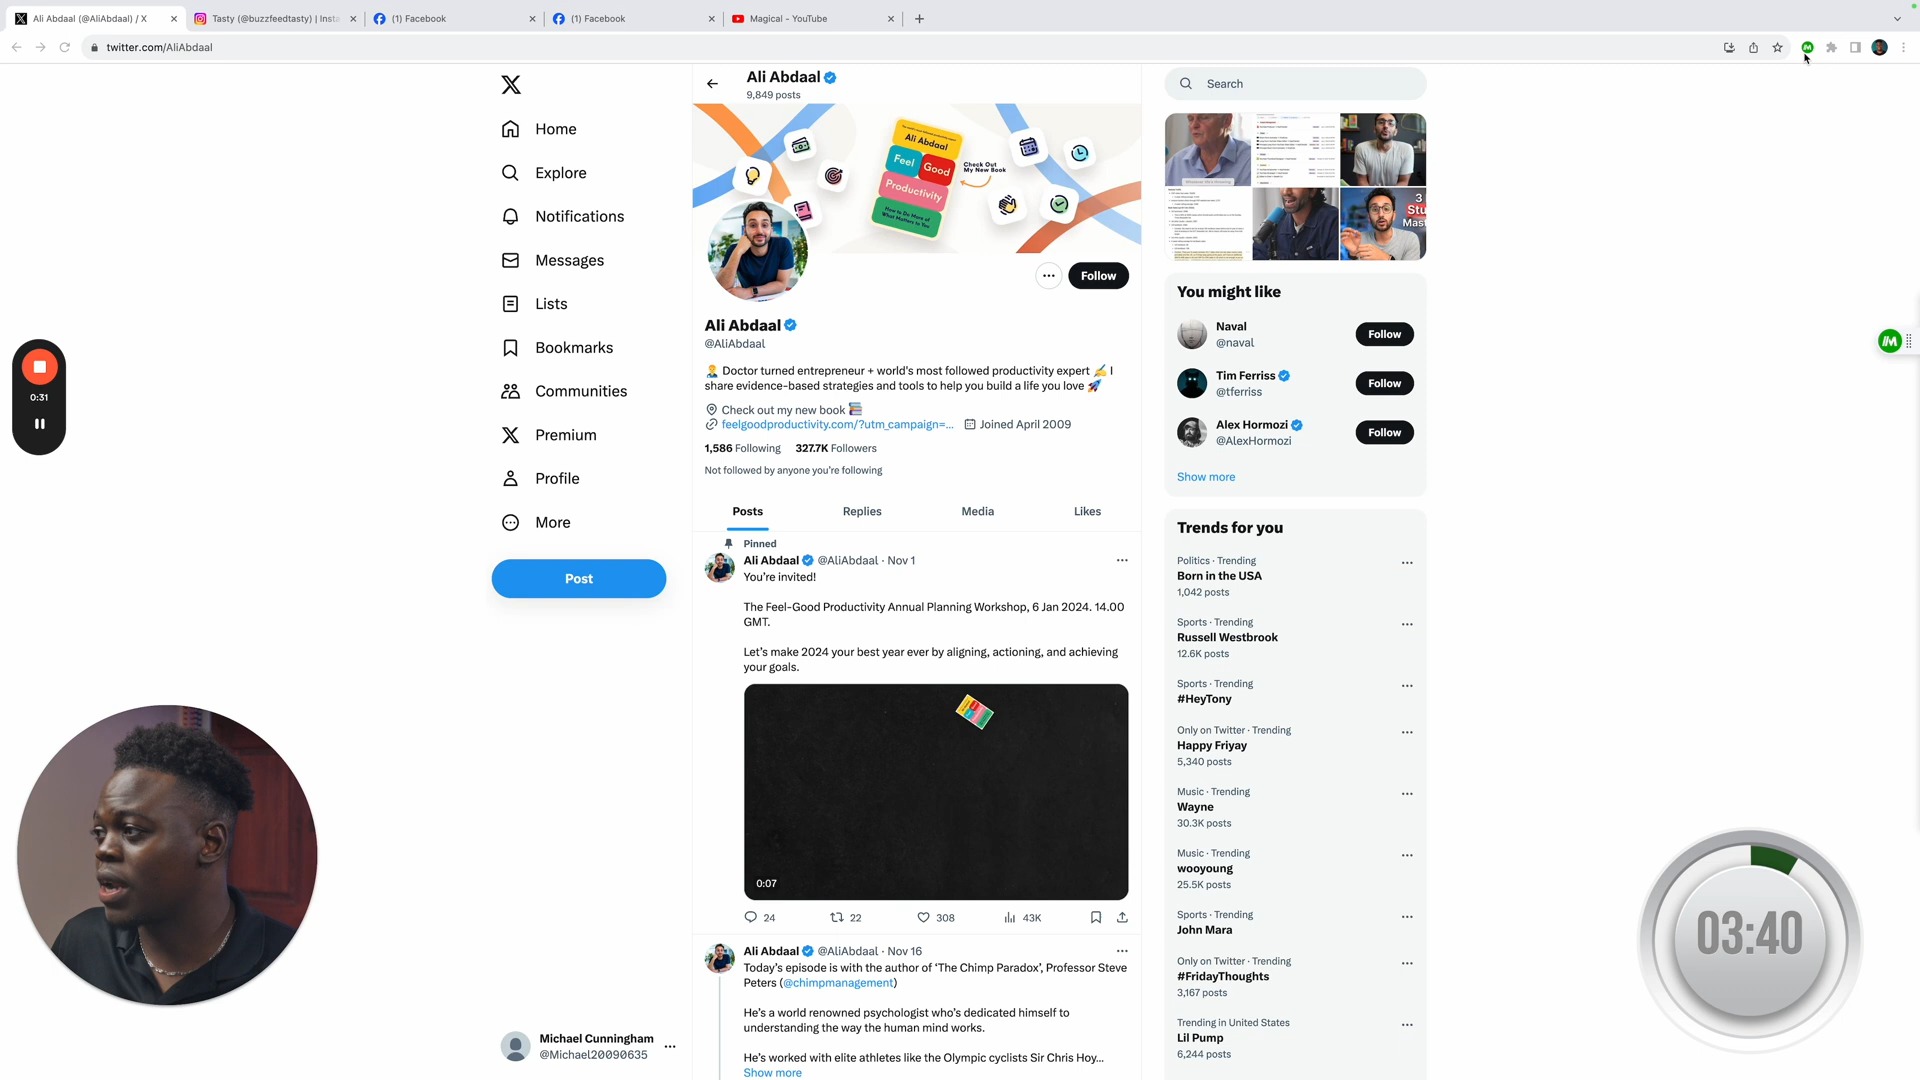 Ali Abdaal (@AliAbdaal) / X
Tasty (@buzzfeedtasty) | Insta
(1) Facebook
(1) Facebook
Magical - YouTube
twitter.com/AliAbdaal
Ali Abdaal
9,849 posts
Search
Home
Explore
Notifications
Messages
Lists
Bookmarks
Communities
Premium
Profile
More
Post
0:31
Ali Abdaal
Feel
Good
Productivity
How to Do More of
What Matters to You
Check Out
My New Book
Follow
Ali Abdaal
@AliAbdaal
Doctor turned entrepreneur + world's most followed productivity expert ✍️ I
share evidence-based strategies and tools to help you build a life you love 🚀
Check out my new book 📚
feelgoodproductivity.com/?utm_campaign=... Joined April 2009
1,586 Following 327.7K Followers
Not followed by anyone you're following
Posts
Replies
Media
Likes
Pinned
Ali Abdaal @AliAbdaal · Nov 1
You're invited!
The Feel-Good Productivity Annual Planning Workshop, 6 Jan 2024. 14.00
GMT.
Let's make 2024 your best year ever by aligning, actioning, and achieving
your goals.
0:07
24
22
308
43K
Ali Abdaal @AliAbdaal · Nov 16
Today's episode is with the author of 'The Chimp Paradox', Professor Steve
Peters (@chimpmanagement)
He's a world renowned psychologist who's dedicated himself to
understanding the way the human mind works.
He's worked with elite athletes like the Olympic cyclists Sir Chris Hoy...
Show more
Michael Cunningham
@Michael20090635
3
Stu
Mast
You might like
Naval
@naval
Follow
Tim Ferriss
@tferriss
Follow
Alex Hormozi
@AlexHormozi
Follow
Show more
Trends for you
Politics · Trending
Born in the USA
1,042 posts
Sports · Trending
Russell Westbrook
12.6K posts
Sports · Trending
#HeyTony
Only on Twitter · Trending
Happy Friyay
5,340 posts
Music · Trending
Wayne
30.3K posts
Music · Trending
wooyoung
25.5K posts
Sports · Trending
John Mara
Only on Twitter · Trending
#FridayThoughts
3,167 posts
Trending in United States
Lil Pump
6,244 posts
03:40